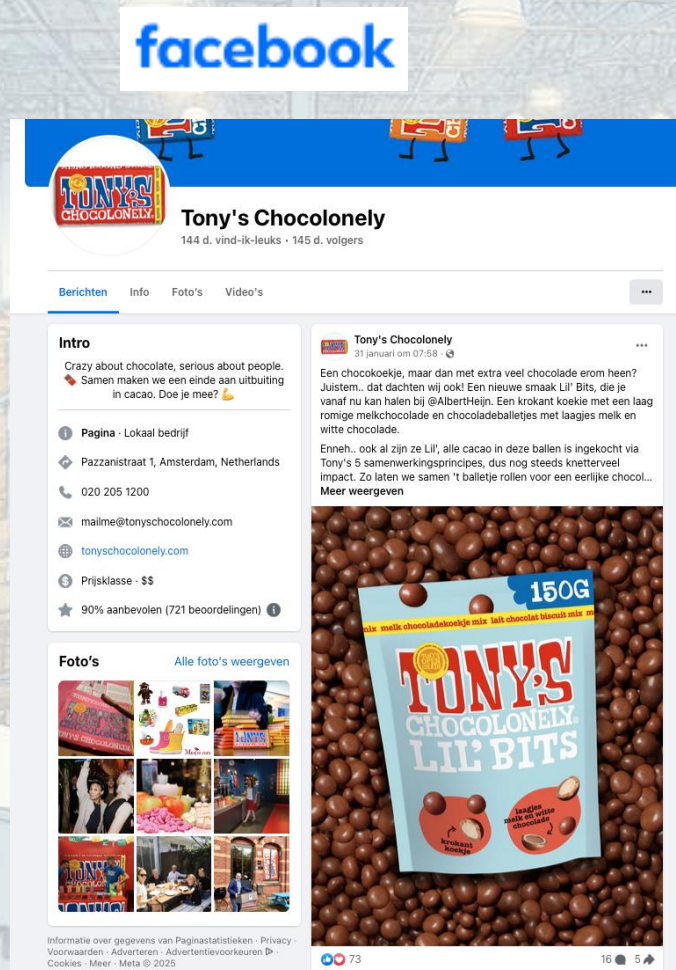 facebook
Tony's Chocolonely
144 d. vind-ik-leuks · 145 d. volgers
Berichten
Info
Foto's
Video's
Intro
Crazy about chocolate, serious about people.
🍫 Samen maken we een einde aan uitbuiting
in cacao. Doe je mee? 💪
Pagina · Lokaal bedrijf
Pazzanistraat 1, Amsterdam, Netherlands
020 205 1200
mailme@tonyschocolonely.com
tonyschocolonely.com
Prijsklasse · $$
90% aanbevolen (721 beoordelingen)
Foto's
Alle foto's weergeven
Informatie over gegevens van Paginastatistieken · Privacy ·
Voorwaarden · Adverteren · Advertentievoorkeuren ·
Cookies · Meer · Meta © 2025
Tony's Chocolonely
31 januari om 07:58 ·
Een chocokoekje, maar dan met extra veel chocolade erom heen?
Juistem.. dat dachten wij ook! Een nieuwe smaak Lil' Bits, die je
vanaf nu kan halen bij @AlbertHeijn. Een krokant koekie met een laag
romige melkchocolade en chocoladeballetjes met laagjes melk en
witte chocolade.
Enneh.. ook al zijn ze Lil', alle cacao in deze ballen is ingekocht via
Tony's 5 samenwerkingsprincipes, dus nog steeds knetterveel
impact. Zo laten we samen 't balletje rollen voor een eerlijke chocol...
Meer weergeven
150G
mix melk chocoladekoekje mix lait chocolat biscuit mix m
TONY'S
CHOCOLONELY
LIL' BITS
krokant
koekje
laagjes
melk en witte
chocolade
73
16
5